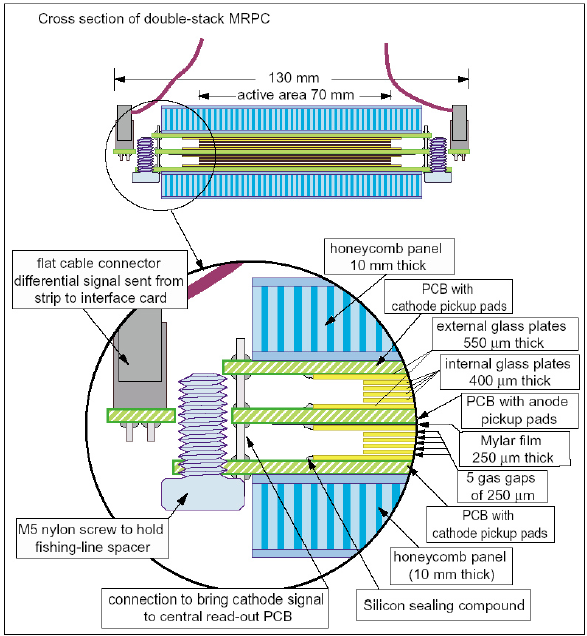 Cross section of double-stack MRPC
130 mm
active area 70 mm
flat cable connector
differential signal sent from
strip to interface card
honeycomb panel
10 mm thick
PCB with
cathode pickup pads
external glass plates
550 μm thick
internal glass plates
400 μm thick
PCB with anode
pickup pads
Mylar film
250 μm thick
5 gas gaps
of 250 μm
PCB with
cathode pickup pads
honeycomb panel
(10 mm thick)
Silicon sealing compound
connection to bring cathode signal
to central read-out PCB
M5 nylon screw to hold
fishing-line spacer